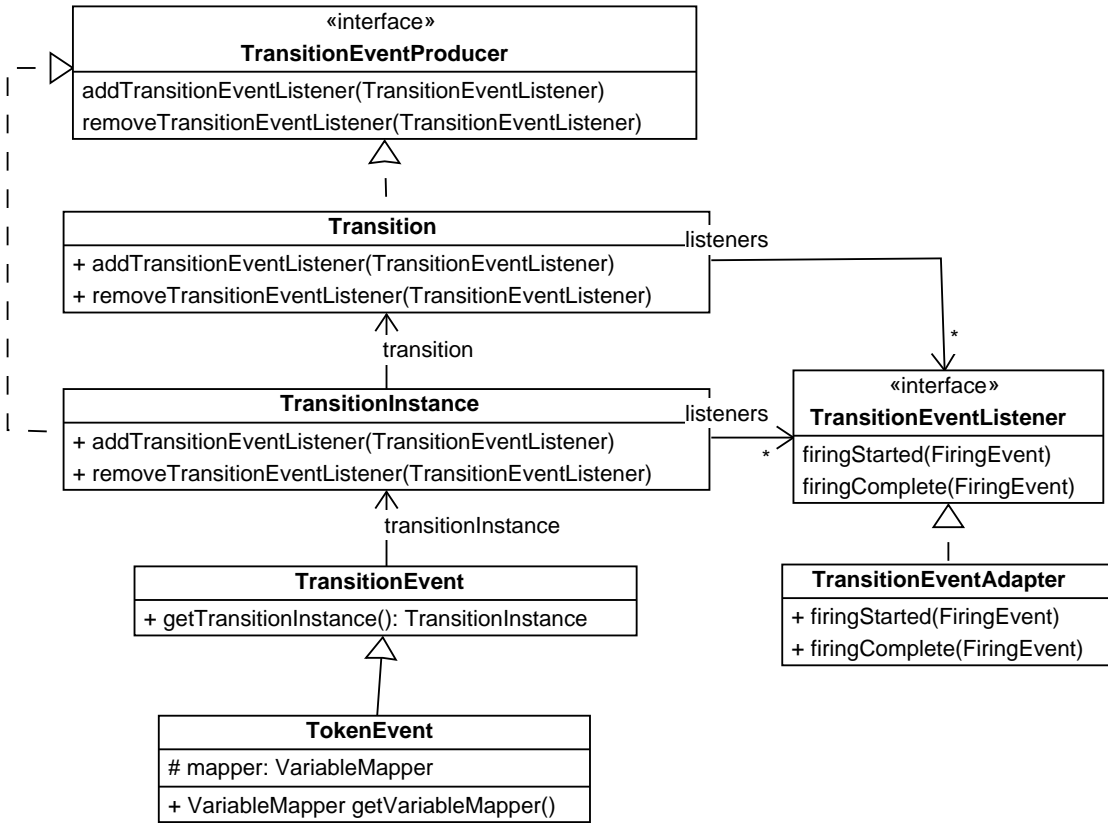 «interface»
TransitionEventProducer
addTransitionEventListener(TransitionEventListener)
removeTransitionEventListener(TransitionEventListener)
Transition
+ addTransitionEventListener(TransitionEventListener)
+ removeTransitionEventListener(TransitionEventListener)
listeners
*
transition
TransitionInstance
+ addTransitionEventListener(TransitionEventListener)
+ removeTransitionEventListener(TransitionEventListener)
listeners
*
«interface»
TransitionEventListener
firingStarted(FiringEvent)
firingComplete(FiringEvent)
transitionInstance
TransitionEvent
+ getTransitionInstance(): TransitionInstance
TransitionEventAdapter
+ firingStarted(FiringEvent)
+ firingComplete(FiringEvent)
TokenEvent
# mapper: VariableMapper
+ VariableMapper getVariableMapper()